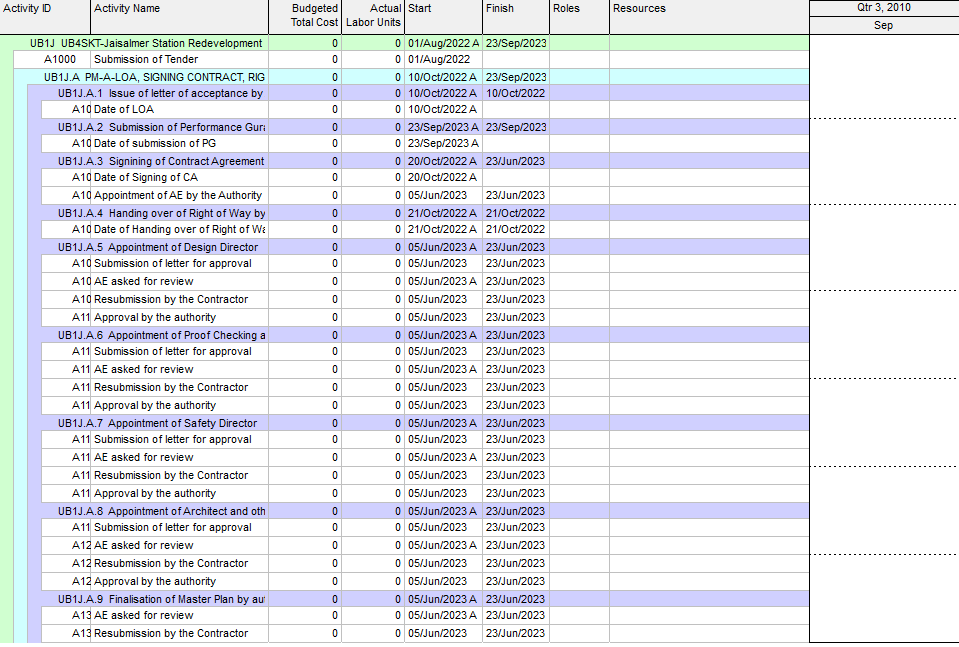 Activity ID Activity Name Budgeted Total Cost Actual Labor Units Start Finish Roles Resources Qtr 3, 2010
Sep
UB1J UB4SKT-Jaisalmer Station Redevelopment 0 0 01/Aug/2022 A 23/Sep/2023
A1000 Submission of Tender 0 0 01/Aug/2022
UB1J.A PM-A-LOA, SIGNING CONTRACT, RIG 0 0 10/Oct/2022 A 23/Sep/2023
UB1J.A.1 Issue of letter of acceptance by 0 0 10/Oct/2022 A 10/Oct/2022
A10 Date of LOA 0 0 10/Oct/2022 A
UB1J.A.2 Submission of Performance Gura 0 0 23/Sep/2023 A 23/Sep/2023
A10 Date of submission of PG 0 0 23/Sep/2023 A
UB1J.A.3 Signining of Contract Agreement 0 0 20/Oct/2022 A 23/Jun/2023
A10 Date of Signing of CA 0 0 20/Oct/2022 A
A10 Appointment of AE by the Authority 0 0 05/Jun/2023 23/Jun/2023
UB1J.A.4 Handing over of Right of Way by 0 0 21/Oct/2022 A 21/Oct/2022
A10 Date of Handing over of Right of Wa 0 0 21/Oct/2022 A 21/Oct/2022
UB1J.A.5 Appointment of Design Director 0 0 05/Jun/2023 A 23/Jun/2023
A10 Submission of letter for approval 0 0 05/Jun/2023 23/Jun/2023
A10 AE asked for review 0 0 05/Jun/2023 A 23/Jun/2023
A10 Resubmission by the Contractor 0 0 05/Jun/2023 23/Jun/2023
A11 Approval by the authority 0 0 05/Jun/2023 23/Jun/2023
UB1J.A.6 Appointment of Proof Checking a 0 0 05/Jun/2023 A 23/Jun/2023
A11 Submission of letter for approval 0 0 05/Jun/2023 23/Jun/2023
A11 AE asked for review 0 0 05/Jun/2023 A 23/Jun/2023
A11 Resubmission by the Contractor 0 0 05/Jun/2023 23/Jun/2023
A11 Approval by the authority 0 0 05/Jun/2023 23/Jun/2023
UB1J.A.7 Appointment of Safety Director 0 0 05/Jun/2023 A 23/Jun/2023
A11 Submission of letter for approval 0 0 05/Jun/2023 23/Jun/2023
A11 AE asked for review 0 0 05/Jun/2023 A 23/Jun/2023
A11 Resubmission by the Contractor 0 0 05/Jun/2023 23/Jun/2023
A11 Approval by the authority 0 0 05/Jun/2023 23/Jun/2023
UB1J.A.8 Appointment of Architect and oth 0 0 05/Jun/2023 A 23/Jun/2023
A11 Submission of letter for approval 0 0 05/Jun/2023 23/Jun/2023
A12 AE asked for review 0 0 05/Jun/2023 A 23/Jun/2023
A12 Resubmission by the Contractor 0 0 05/Jun/2023 23/Jun/2023
A12 Approval by the authority 0 0 05/Jun/2023 23/Jun/2023
UB1J.A.9 Finalisation of Master Plan by aut 0 0 05/Jun/2023 A 23/Jun/2023
A13 AE asked for review 0 0 05/Jun/2023 A 23/Jun/2023
A13 Resubmission by the Contractor 0 0 05/Jun/2023 23/Jun/2023